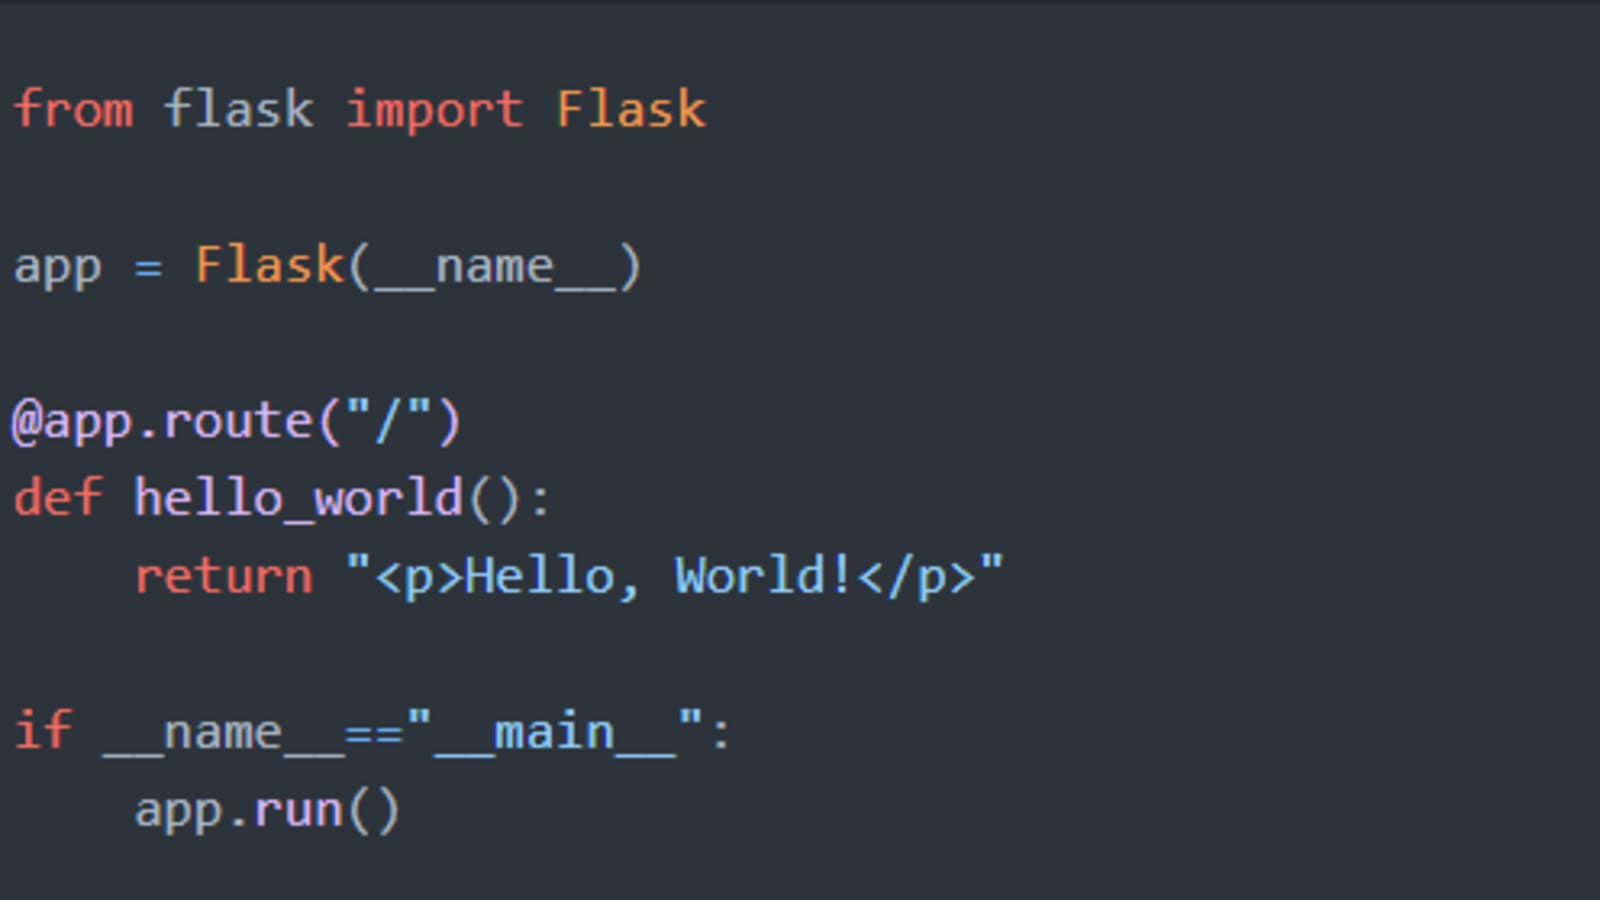 from flask import Flask
app = Flask(__name__)
@app.route("/")
def hello_world():
    return "<p>Hello, World!</p>"
if __name__=="__main__":
    app.run()